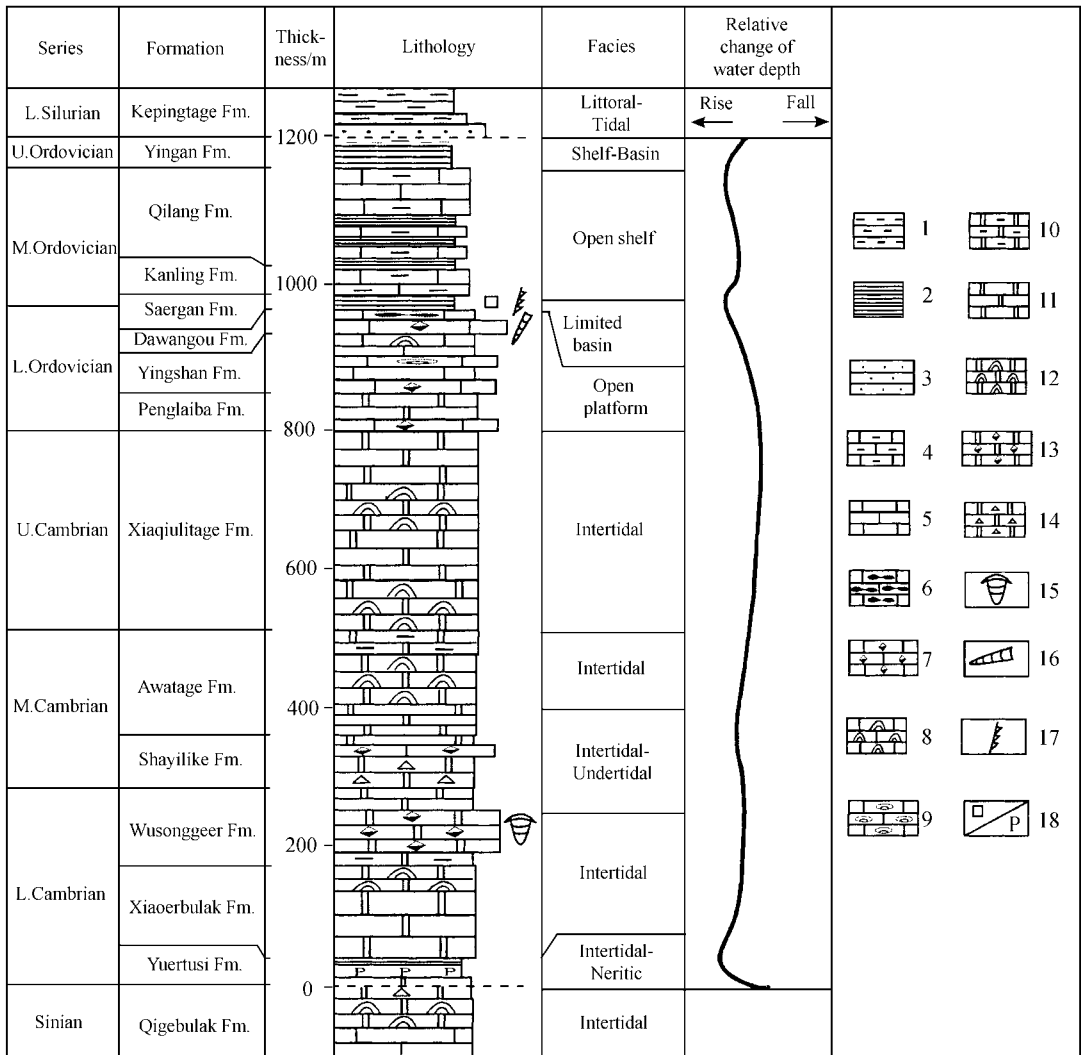 Series
Formation
Thick-
ness/m
Lithology
Facies
Relative
change of
water depth
Rise
Fall
L.Silurian
Kepingtage Fm.
Littoral-
Tidal
1200
U.Ordovician
Yingan Fm.
Shelf-Basin
M.Ordovician
Qilang Fm.
Open shelf
Kanling Fm.
1000
L.Ordovician
Saergan Fm.
Limited
basin
Dawangou Fm.
Yingshan Fm.
Open
platform
Penglaiba Fm.
800
U.Cambrian
Xiaqiulitage Fm.
Intertidal
600
M.Cambrian
Awatage Fm.
Intertidal
400
Shayilike Fm.
Intertidal-
Undertidal
L.Cambrian
Wusonggeer Fm.
200
Intertidal
Xiaoerbulak Fm.
Yuertusi Fm.
P P P
Intertidal-
Neritic
0
Sinian
Qigebulak Fm.
Intertidal
1
2
3
4
5
6
7
8
9
10
11
12
13
14
15
16
17
P
18